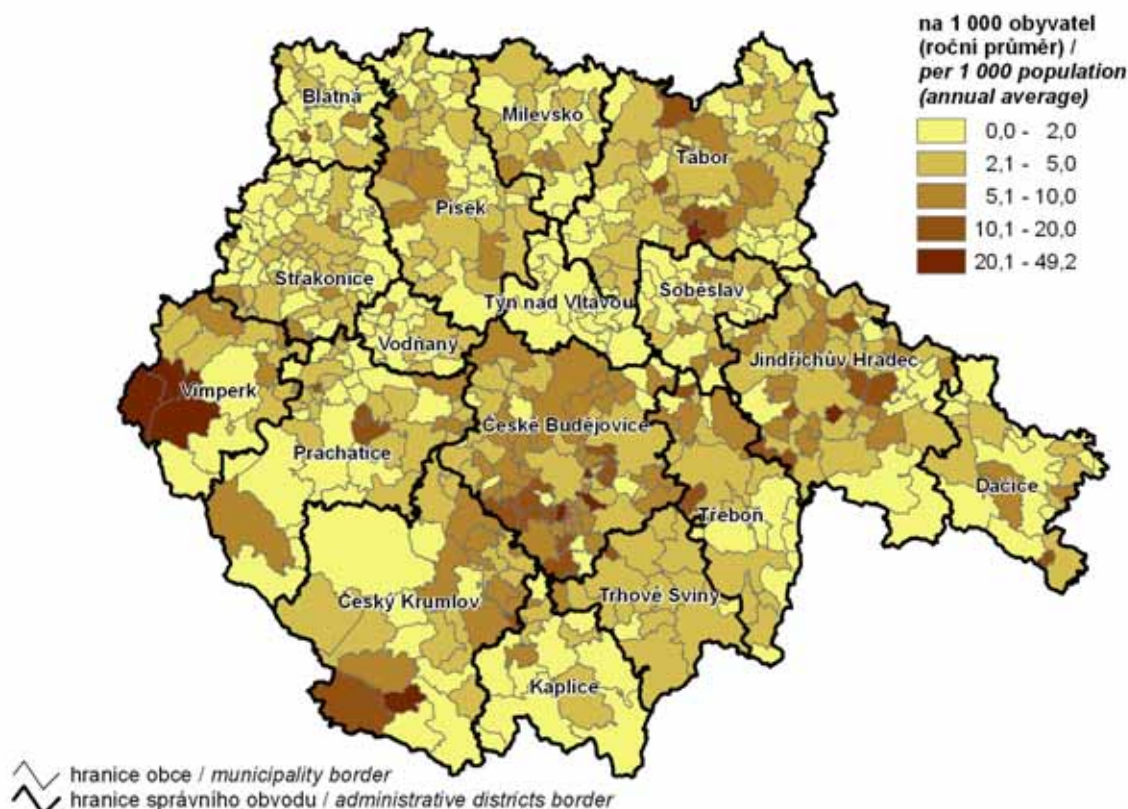 na 1 000 obyvatel
(roční průměr) /
per 1 000 population
(annual average)
0,0 - 2,0
2,1 - 5,0
5,1 - 10,0
10,1 - 20,0
20,1 - 49,2
Blatná
Milevsko
Tábor
Písek
Strakonice
Týn nad Vltavou
Soběslav
Vodňany
Jindřichův Hradec
Vimperk
České Budějovice
Prachatice
Dačice
Třeboň
Český Krumlov
Trhové Sviny
Kaplice
hranice obce / municipality border
hranice správního obvodu / administrative districts border